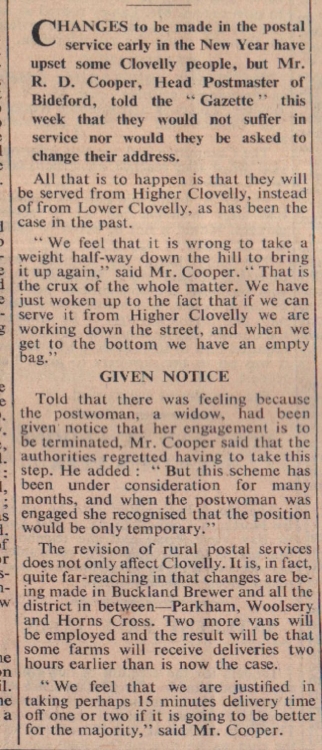 CHANGES to be made in the postal
service early in the New Year have
upset some Clovelly people, but Mr.
R. D. Cooper, Head Postmaster of
Bideford, told the "Gazette" this
week that they would not suffer in
service nor would they be asked to
change their address.
All that is to happen is that they will
be served from Higher Clovelly, instead
of from Lower Clovelly, as has been the
case in the past.
"We feel that it is wrong to take a
weight half-way down the hill to bring
it up again," said Mr. Cooper. "That is
the crux of the whole matter. We have
just woken up to the fact that if we can
serve it from Higher Clovelly we are
working down the street, and when we
get to the bottom we have an empty
bag."
GIVEN NOTICE
Told that there was feeling because
the postwoman, a widow, had been
given notice that her engagement is to
be terminated, Mr. Cooper said that the
authorities regretted having to take this
step. He added : "But this scheme has
been under consideration for many
months, and when the postwoman was
engaged she recognised that the position
would be only temporary."
The revision of rural postal services
does not only affect Clovelly. It is, in fact,
quite far-reaching in that changes are be-
ing made in Buckland Brewer and all the
district in between—Parkham, Woolsery
and Horns Cross. Two more vans will
be employed and the result will be that
some farms will receive deliveries two
hours earlier than is now the case.
"We feel that we are justified in
taking perhaps 15 minutes delivery time
off one or two if it is going to be better
for the majority," said Mr. Cooper.